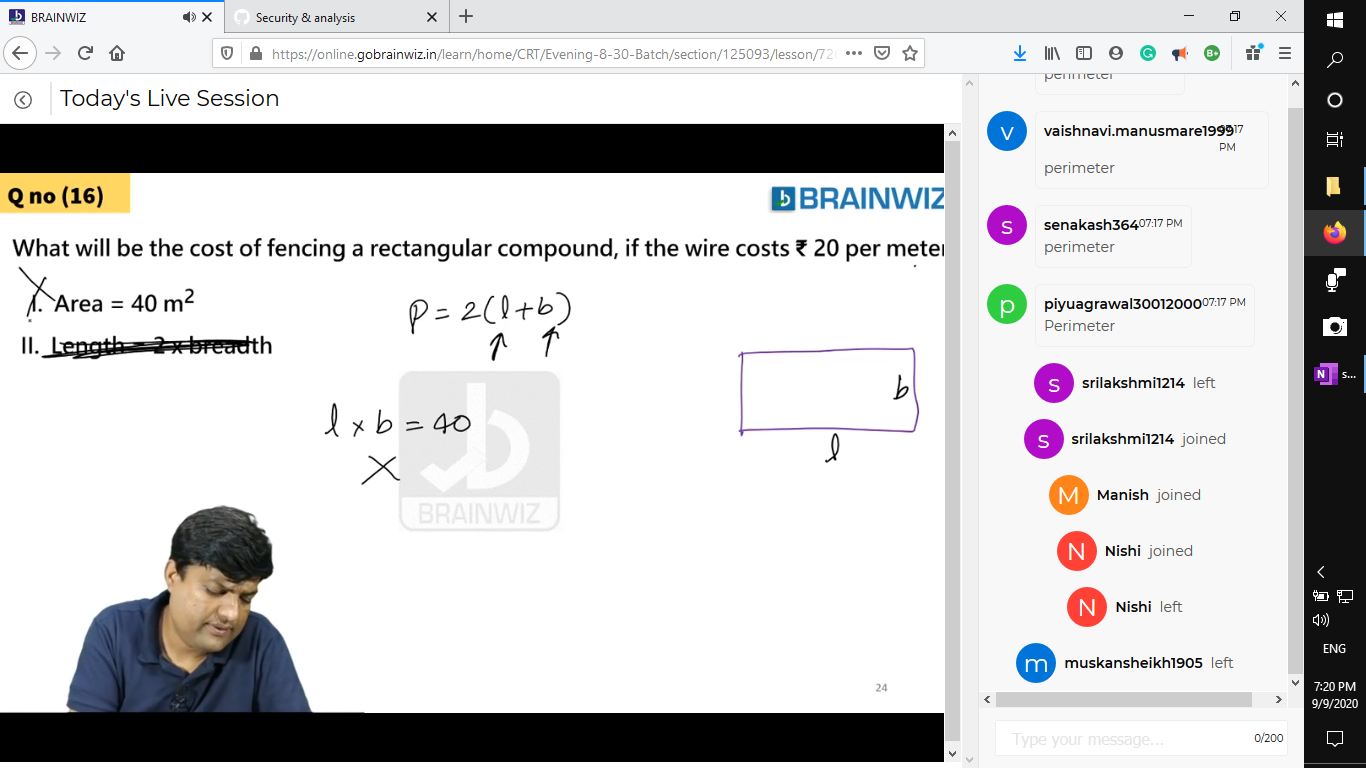 BRAINWIZ
Security & analysis
https://online.gobrainwiz.in/learn/home/CRT/Evening-8-30-Batch/section/125093/lesson/72
Today's Live Session
Q no (16)
BRAINWIZ
What will be the cost of fencing a rectangular compound, if the wire costs ₹ 20 per meter
I. Area = 40 m²
II. Length = 2 x breadth
P = 2(l+b)
l × b = 40
b
l
BRAINWIZ
24
perimeter
v
vaishnavi.manusmare1999
07:17 PM
perimeter
s
senakash364 07:17 PM
perimeter
p
piyuagrawal30012000 07:17 PM
Perimeter
s srilakshmi1214 left
s srilakshmi1214 joined
M Manish joined
N Nishi joined
N Nishi left
m muskansheikh1905 left
Type your message...
0/200
N s...
ENG
7:20 PM
9/9/2020